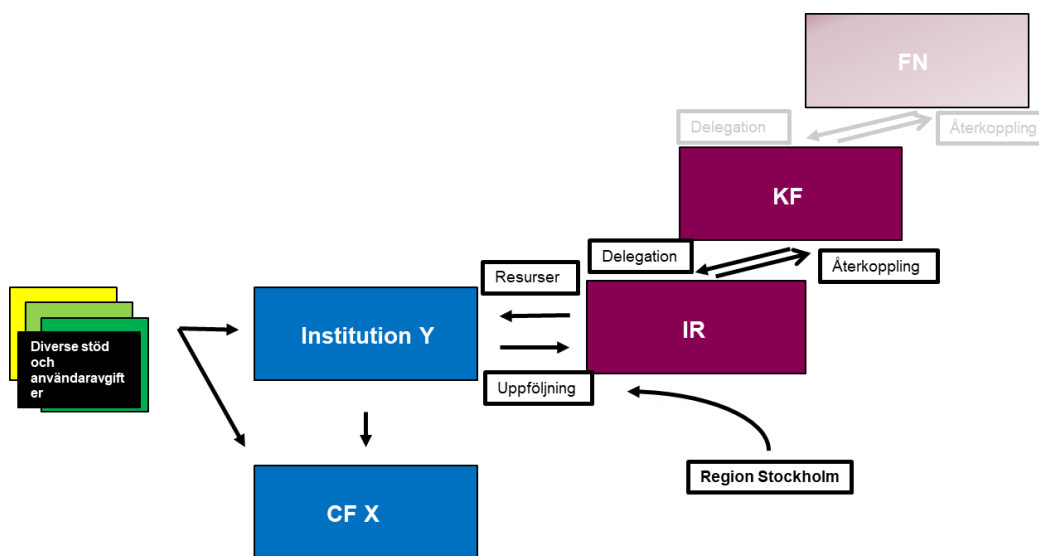 FN
Delegation
Återkoppling
KF
Delegation
Återkoppling
Resurser
Institution Y
IR
Diverse stöd
och
användaravgift
er
Uppföljning
Region Stockholm
CF X